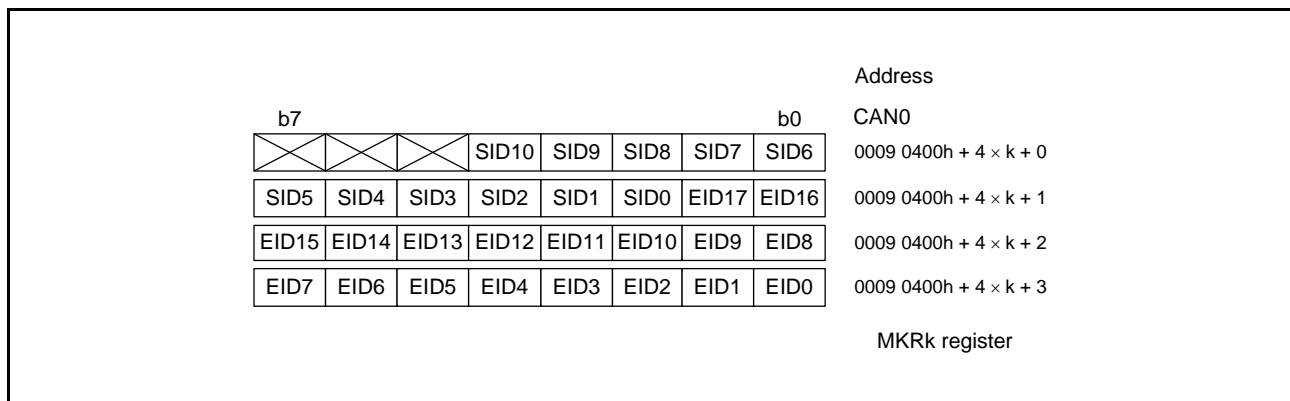 Address
b7 b0 CAN0
SID10 SID9 SID8 SID7 SID6 0009 0400h + 4 × k + 0
SID5 SID4 SID3 SID2 SID1 SID0 EID17 EID16 0009 0400h + 4 × k + 1
EID15 EID14 EID13 EID12 EID11 EID10 EID9 EID8 0009 0400h + 4 × k + 2
EID7 EID6 EID5 EID4 EID3 EID2 EID1 EID0 0009 0400h + 4 × k + 3
MKRk register